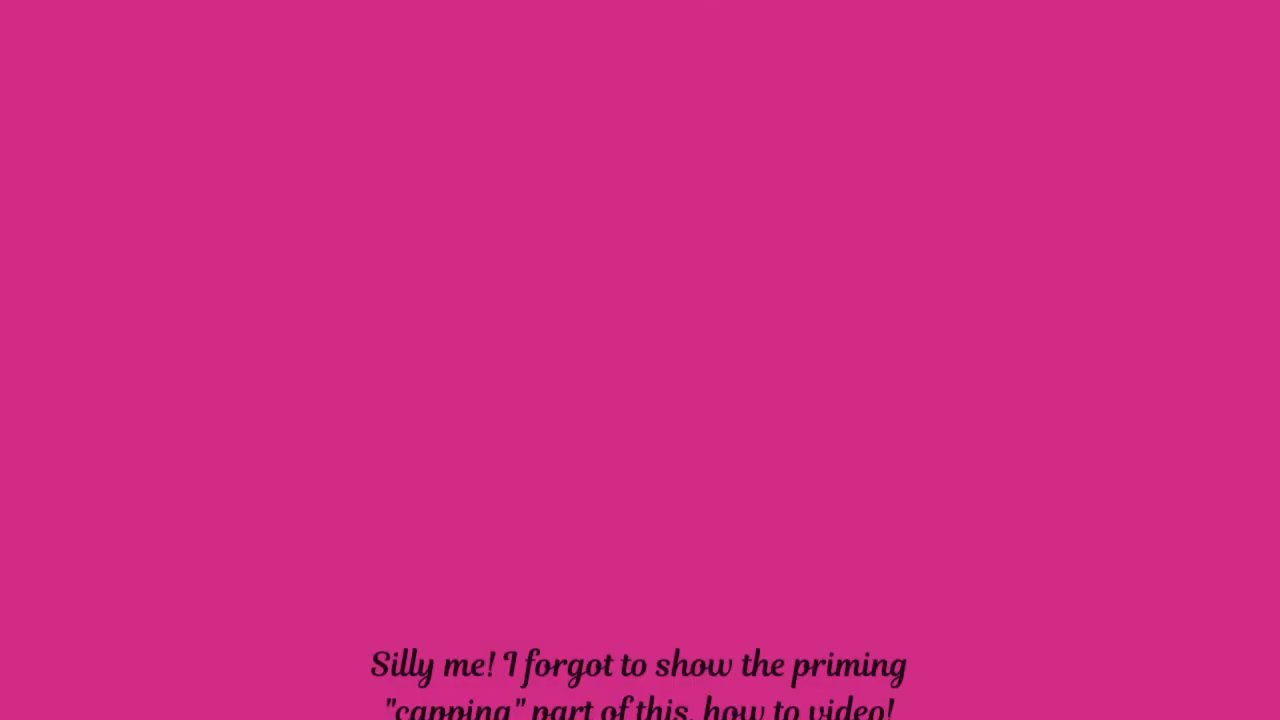 Silly me! I forgot to show the priming
"capping" part of this, how to video!